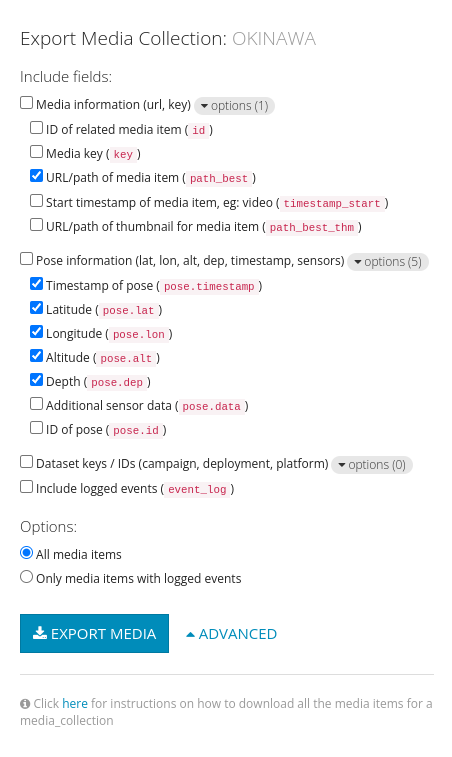 Export Media Collection: OKINAWA
Include fields:
Media information (url, key) options (1)
ID of related media item ( id )
Media key ( key )
URL/path of media item ( path_best )
Start timestamp of media item, eg: video ( timestamp_start )
URL/path of thumbnail for media item ( path_best_thm )
Pose information (lat, lon, alt, dep, timestamp, sensors) options (5)
Timestamp of pose ( pose.timestamp )
Latitude ( pose.lat )
Longitude ( pose.lon )
Altitude ( pose.alt )
Depth ( pose.dep )
Additional sensor data ( pose.data )
ID of pose ( pose.id )
Dataset keys / IDs (campaign, deployment, platform) options (0)
Include logged events ( event_log )
Options:
All media items
Only media items with logged events
EXPORT MEDIA ADVANCED
Click here for instructions on how to download all the media items for a
media_collection